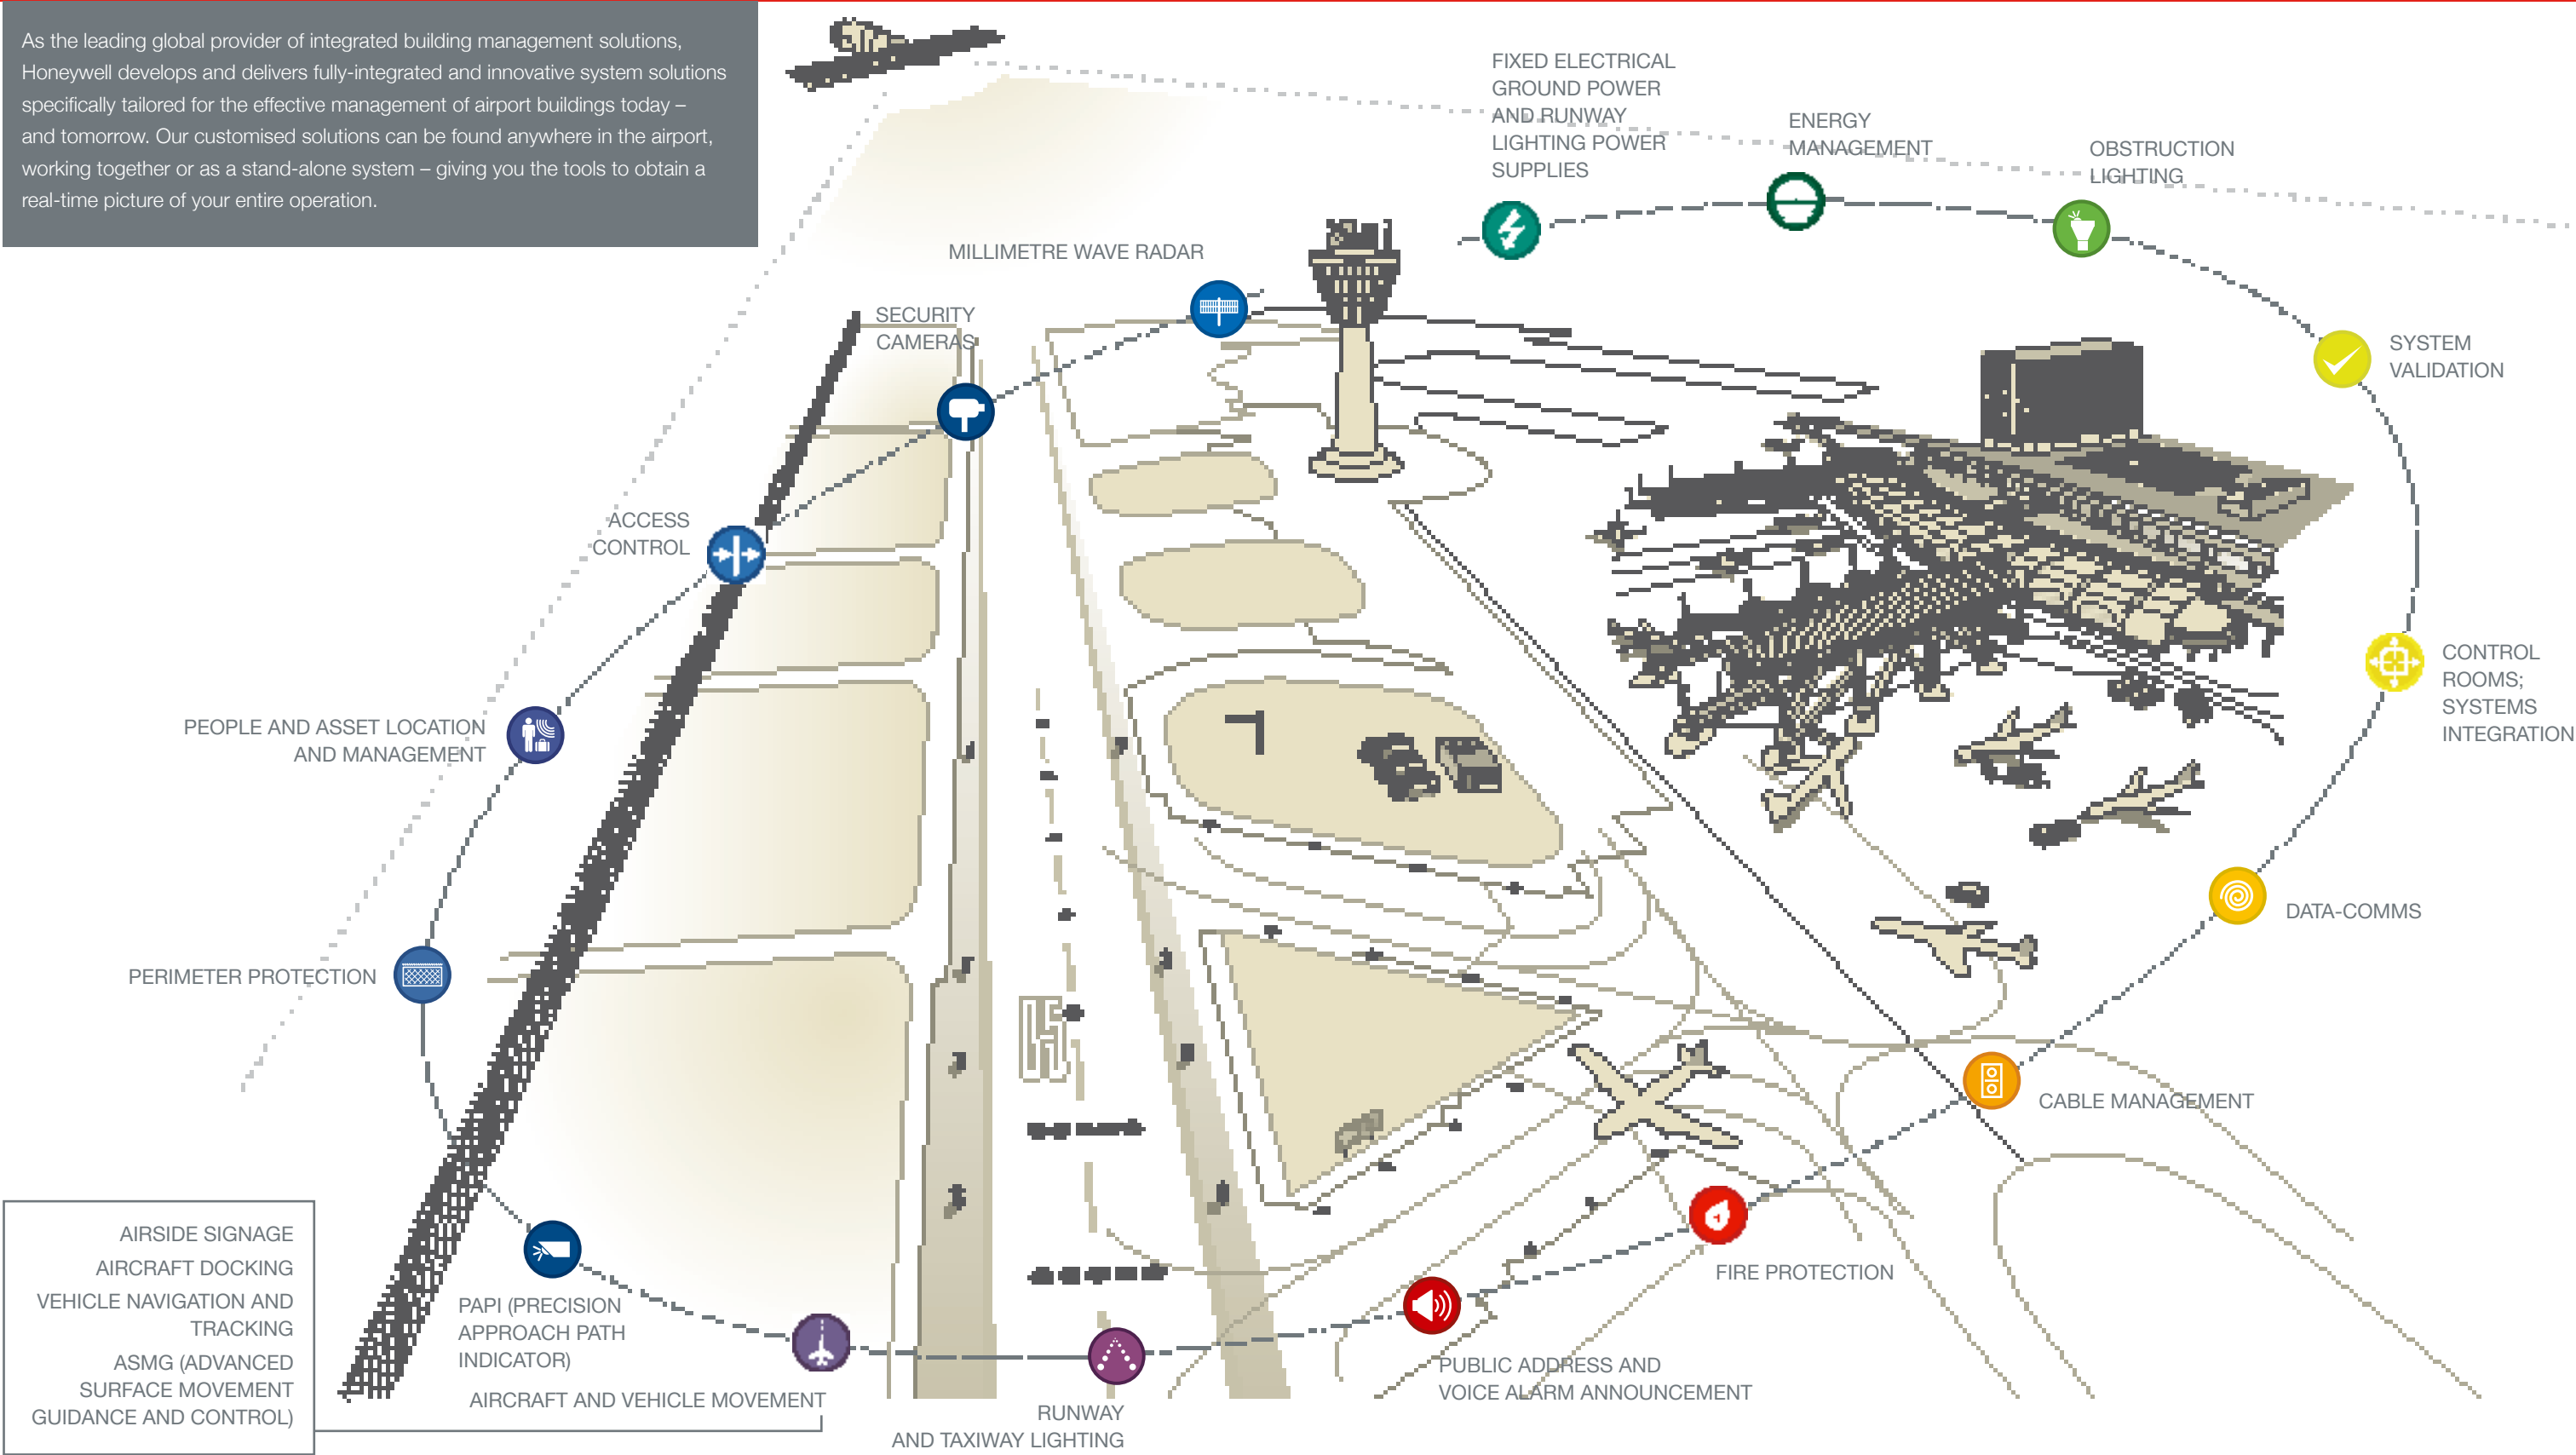 As the leading global provider of integrated building management solutions,
Honeywell develops and delivers fully-integrated and innovative system solutions
specifically tailored for the effective management of airport buildings today –
and tomorrow. Our customised solutions can be found anywhere in the airport,
working together or as a stand-alone system – giving you the tools to obtain a
real-time picture of your entire operation.
FIXED ELECTRICAL
GROUND POWER
AND RUNWAY
LIGHTING POWER
SUPPLIES
ENERGY
MANAGEMENT
OBSTRUCTION
LIGHTING
MILLIMETRE WAVE RADAR
SECURITY
CAMERAS
SYSTEM
VALIDATION
ACCESS
CONTROL
CONTROL
ROOMS;
SYSTEMS
INTEGRATION
PEOPLE AND ASSET LOCATION
AND MANAGEMENT
DATA-COMMS
PERIMETER PROTECTION
CABLE MANAGEMENT
AIRSIDE SIGNAGE
AIRCRAFT DOCKING
VEHICLE NAVIGATION AND
TRACKING
ASMG (ADVANCED
SURFACE MOVEMENT
GUIDANCE AND CONTROL)
PAPI (PRECISION
APPROACH PATH
INDICATOR)
AIRCRAFT AND VEHICLE MOVEMENT
RUNWAY
AND TAXIWAY LIGHTING
PUBLIC ADDRESS AND
VOICE ALARM ANNOUNCEMENT
FIRE PROTECTION